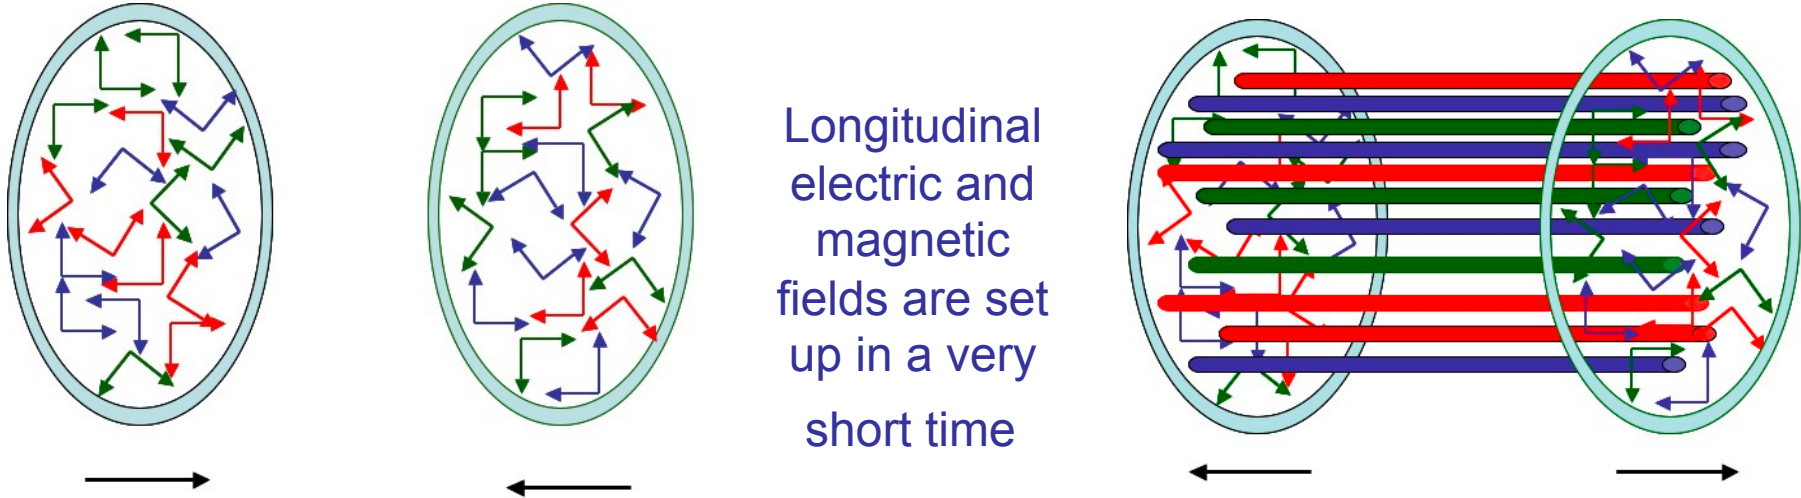 Longitudinal
electric and
magnetic
fields are set
up in a very
short time